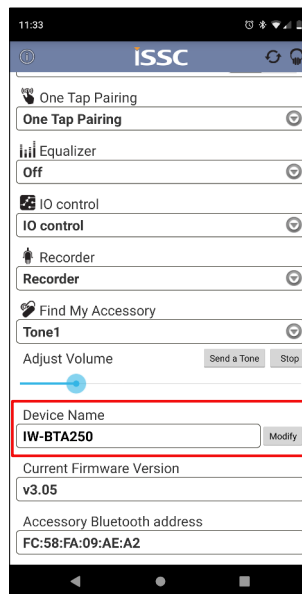 11:33
ISSC
One Tap Pairing
One Tap Pairing
Equalizer
Off
IO control
IO control
Recorder
Recorder
Find My Accessory
Tone1
Adjust Volume Send a Tone Stop
Device Name
IW-BTA250 Modify
Current Firmware Version
v3.05
Accessory Bluetooth address
FC:58:FA:09:AE:A2